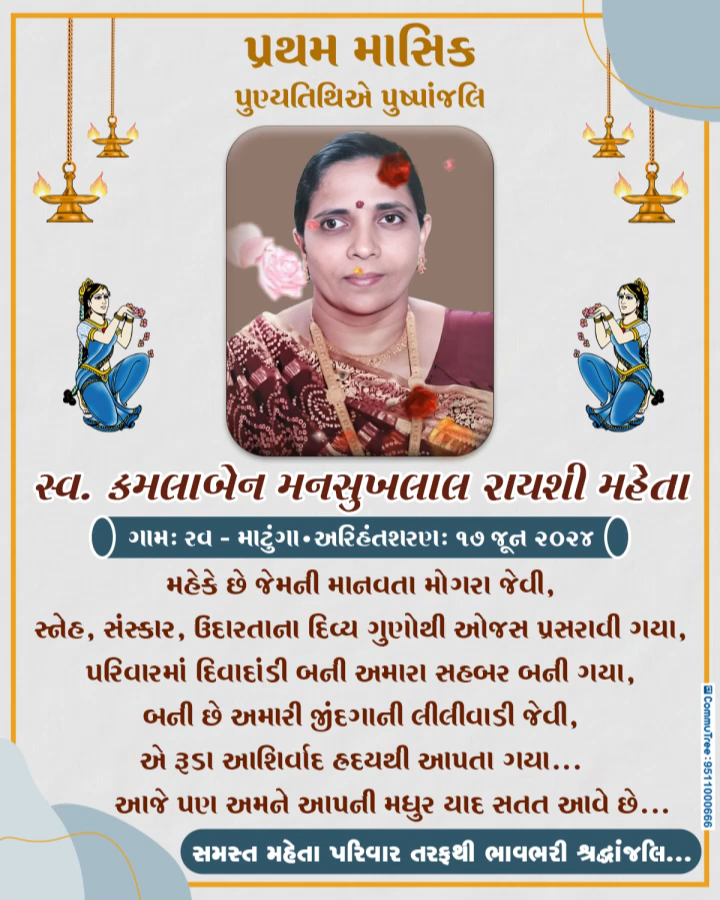 પ્રથમ માસિક
પુણ્યતિથિએ પુષ્પાંજલિ
સ્વ. કમલાબેન મનસુખલાલ રાયશી મહેતા
ગામઃ રવ - માટુંગા • અરિહંતશરણઃ ૧૭ જૂન ૨૦૨૪
મહેકે છે જેમની માનવતા મોગરા જેવી,
સ્નેહ, સંસ્કાર, ઉદારતાના દિવ્ય ગુણોથી ઓજસ પ્રસરાવી ગયા,
પરિવારમાં દિવાદાંડી બની અમારા સહબર બની ગયા,
બની છે અમારી જીંદગાની લીલીવાડી જેવી,
એ રૂડા આશિર્વાદ હ્રદયથી આપતા ગયા...
આજે પણ અમને આપની મધુર યાદ સતત આવે છે...
સમસ્ત મહેતા પરિવાર તરફથી ભાવભરી શ્રદ્ધાંજલિ...
CommuTree : 9511000666